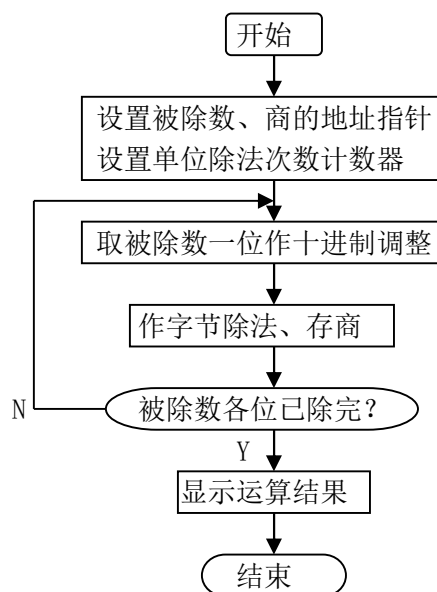 开始
设置被除数、商的地址指针
设置单位除法次数计数器
取被除数一位作十进制调整
作字节除法、存商
N
被除数各位已除完?
Y
显示运算结果
结束